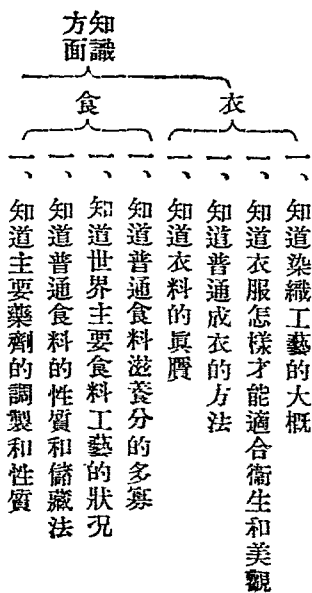 知識
方面
衣
一、知道染織工藝的大概
一、知道衣服怎樣才能適合衞生和美觀
一、知道普通成衣的方法
一、知道衣料的眞贋
食
一、知道普通食料滋養分的多寡
一、知道世界主要食料工藝的狀況
一、知道普通食料的性質和儲藏法
一、知道主要藥劑的調製和性質